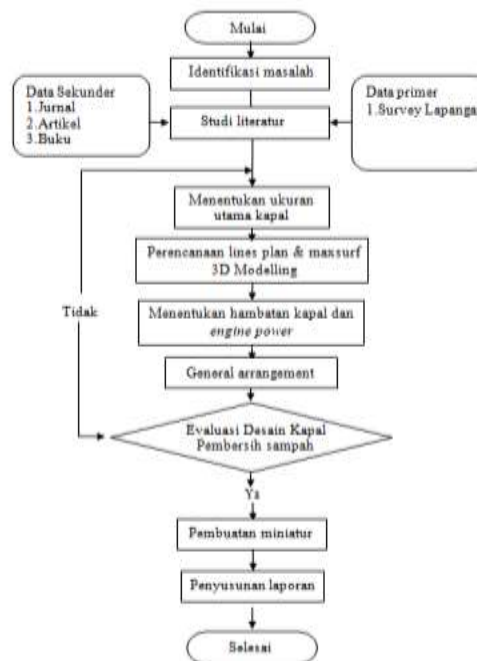 Mulai
Identifikasi masalah
Data Sekunder
1.Jurnal
2.Artikel
3.Buku
Studi literatur
Data primer
1.Survey Lapanga
Menentukan ukuran
utama kapal
Perencanaan lines plan & maxsurf
3D Modelling
Menentukan hambatan kapal dan
engine power
Tidak
General arrangement
Evaluasi Desain Kapal
Pembersih sampah
Ya
Pembuatan miniatur
Penyusunan laporan
Selesai